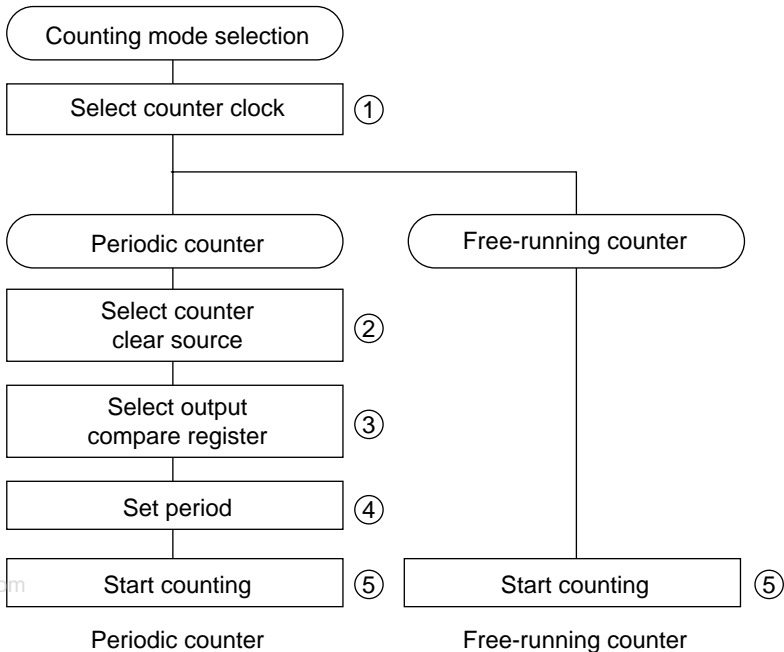 Counting mode selection
Select counter clock
①
Periodic counter
Free-running counter
Select counter
clear source
②
Select output
compare register
③
Set period
④
om
Start counting
⑤
Start counting
⑤
Periodic counter
Free-running counter